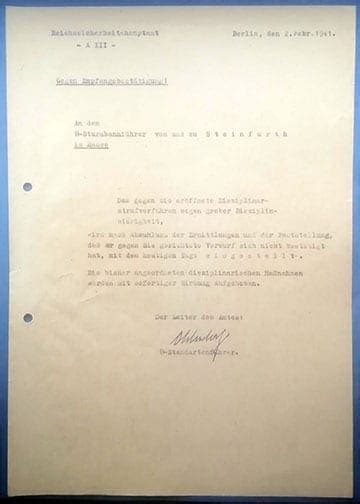 Reichssicherheitshauptamt Berlin, den 2. Febr. 1941.
- A III -
Gegen Empfangsbestätigung!
An den
SS-Sturmbannführer von und zu Steinfurth
im Hause
Das gegen Sie eröffnete Disziplinar-
strafverfahren wegen grober Disziplin-
widrigkeit,
wird nach Abschluß der Ermittlungen und der Feststellung,
daß der gegen Sie gerichtete Vorwurf sich nicht bestätigt
hat, mit dem heutigen Tage eingestellt.
Die bisher angeordneten disziplinarischen Maßnahmen
werden mit sofortiger Wirkung aufgehoben.
Der Leiter des Amtes:
Ohlendorf
SS-Standartenführer.